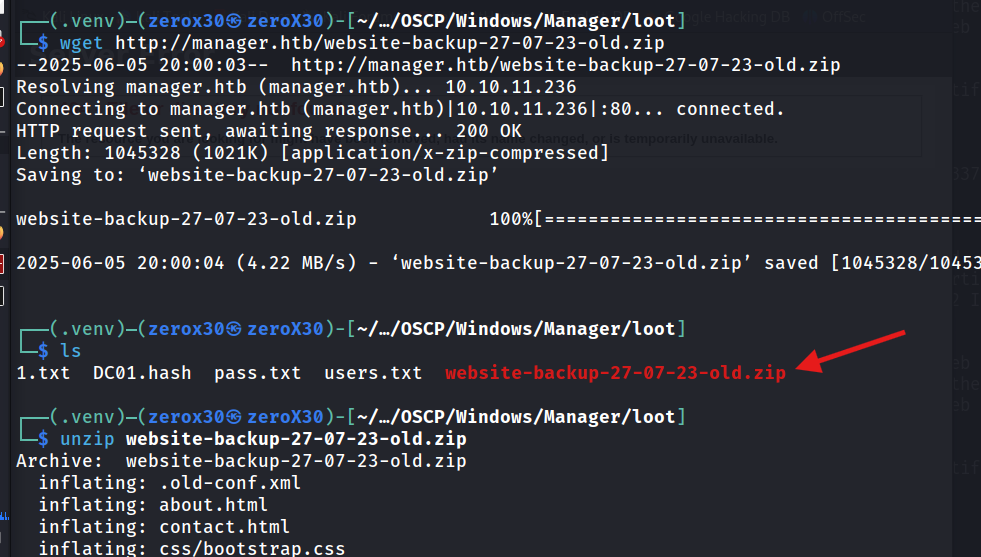 ┌──(.venv)─(zerox30㉿zeroX30)-[~/…/OSCP/Windows/Manager/loot]
└─$ wget http://manager.htb/website-backup-27-07-23-old.zip
--2025-06-05 20:00:03--  http://manager.htb/website-backup-27-07-23-old.zip
Resolving manager.htb (manager.htb)... 10.10.11.236
Connecting to manager.htb (manager.htb)|10.10.11.236|:80... connected.
HTTP request sent, awaiting response... 200 OK
Length: 1045328 (1021K) [application/x-zip-compressed]
Saving to: ‘website-backup-27-07-23-old.zip’
website-backup-27-07-23-old.zip 100%[========================================
2025-06-05 20:00:04 (4.22 MB/s) - ‘website-backup-27-07-23-old.zip’ saved [1045328/10453
┌──(.venv)─(zerox30㉿zeroX30)-[~/…/OSCP/Windows/Manager/loot]
└─$ ls
1.txt  DC01.hash  pass.txt  users.txt  website-backup-27-07-23-old.zip
┌──(.venv)─(zerox30㉿zeroX30)-[~/…/OSCP/Windows/Manager/loot]
└─$ unzip website-backup-27-07-23-old.zip
Archive:  website-backup-27-07-23-old.zip
  inflating: .old-conf.xml
  inflating: about.html
  inflating: contact.html
  inflating: css/bootstrap.css